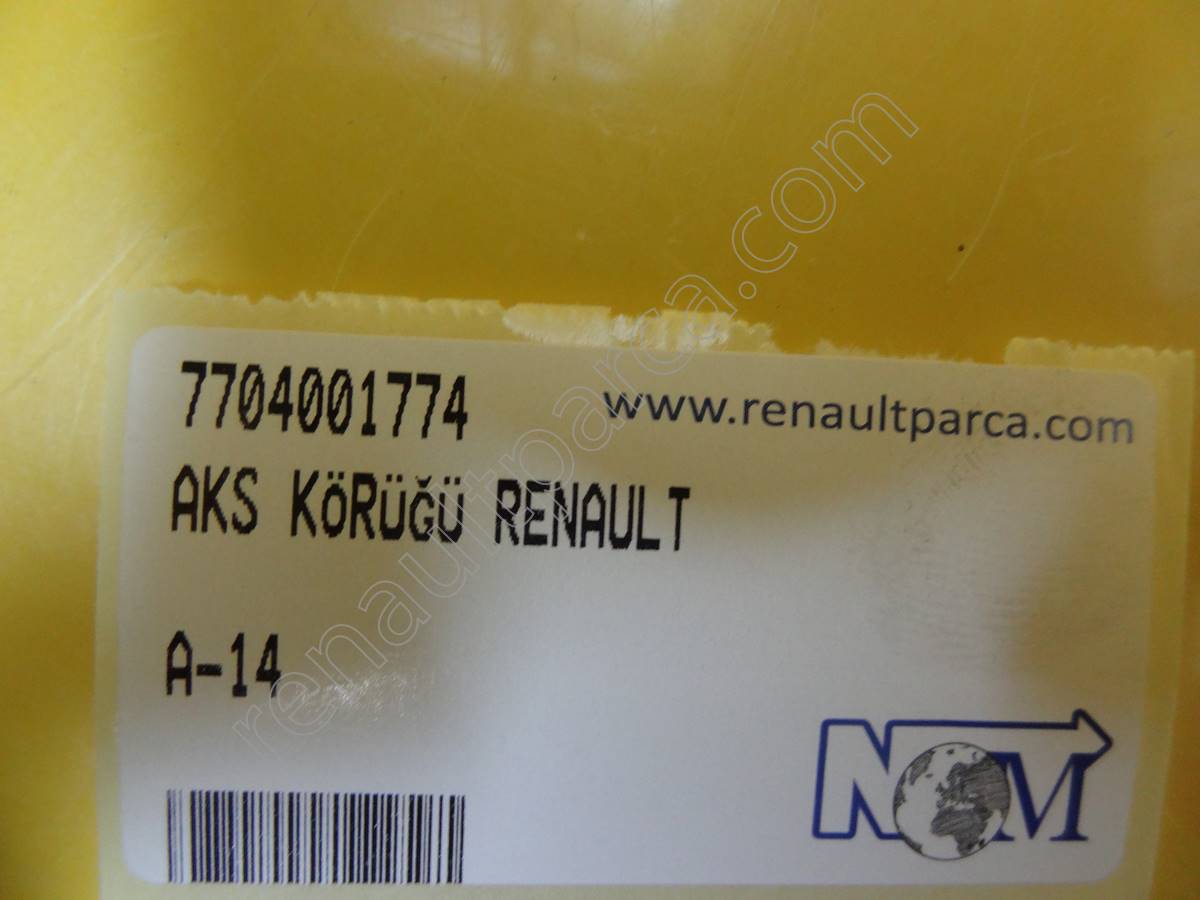 7704001774
www.renaultparca.com
AKS KÖRÜĞÜ RENAULT
A-14
NM
renaultparca.com